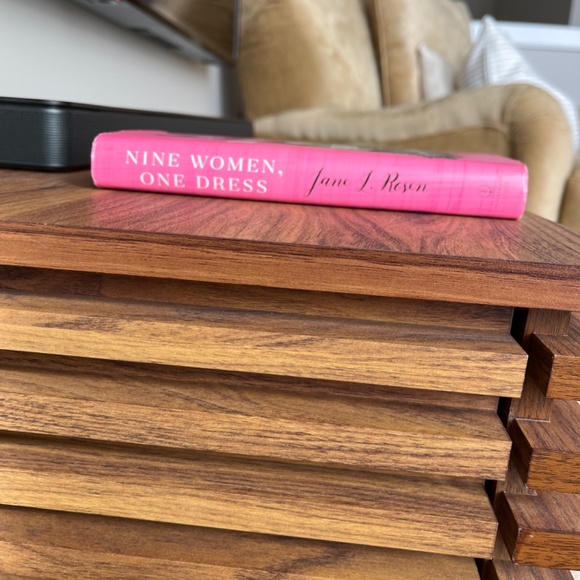 NINE WOMEN,
ONE DRESS
Jane L. Rosen